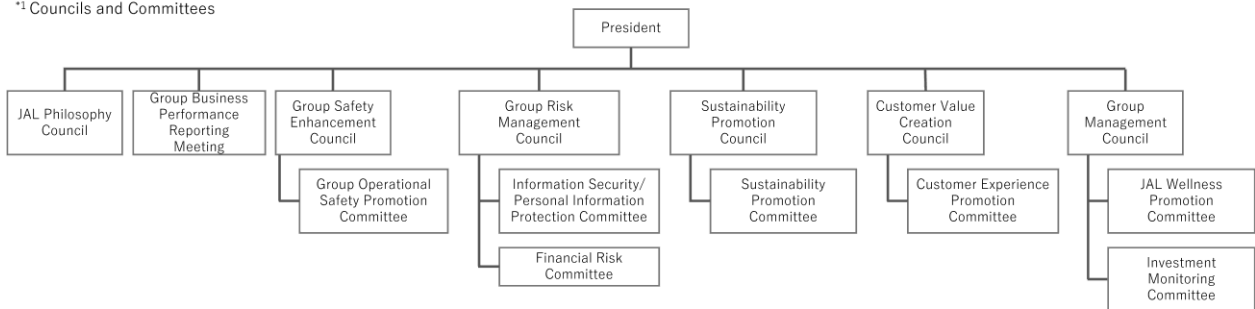 *1 Councils and Committees
President
JAL Philosophy
Council
Group Business
Performance
Reporting
Meeting
Group Safety
Enhancement
Council
Group Risk
Management
Council
Sustainability
Promotion
Council
Customer Value
Creation
Council
Group
Management
Council
Group Operational
Safety Promotion
Committee
Information Security/
Personal Information
Protection Committee
Sustainability
Promotion
Committee
Customer Experience
Promotion
Committee
JAL Wellness
Promotion
Committee
Financial Risk
Committee
Investment
Monitoring
Committee